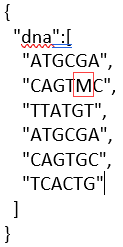 {
"dna":[
"ATGCGA",
"CAGTMC",
"TTATGT",
"ATGCGA",
"CAGTGC",
"TCACTG"
]
}